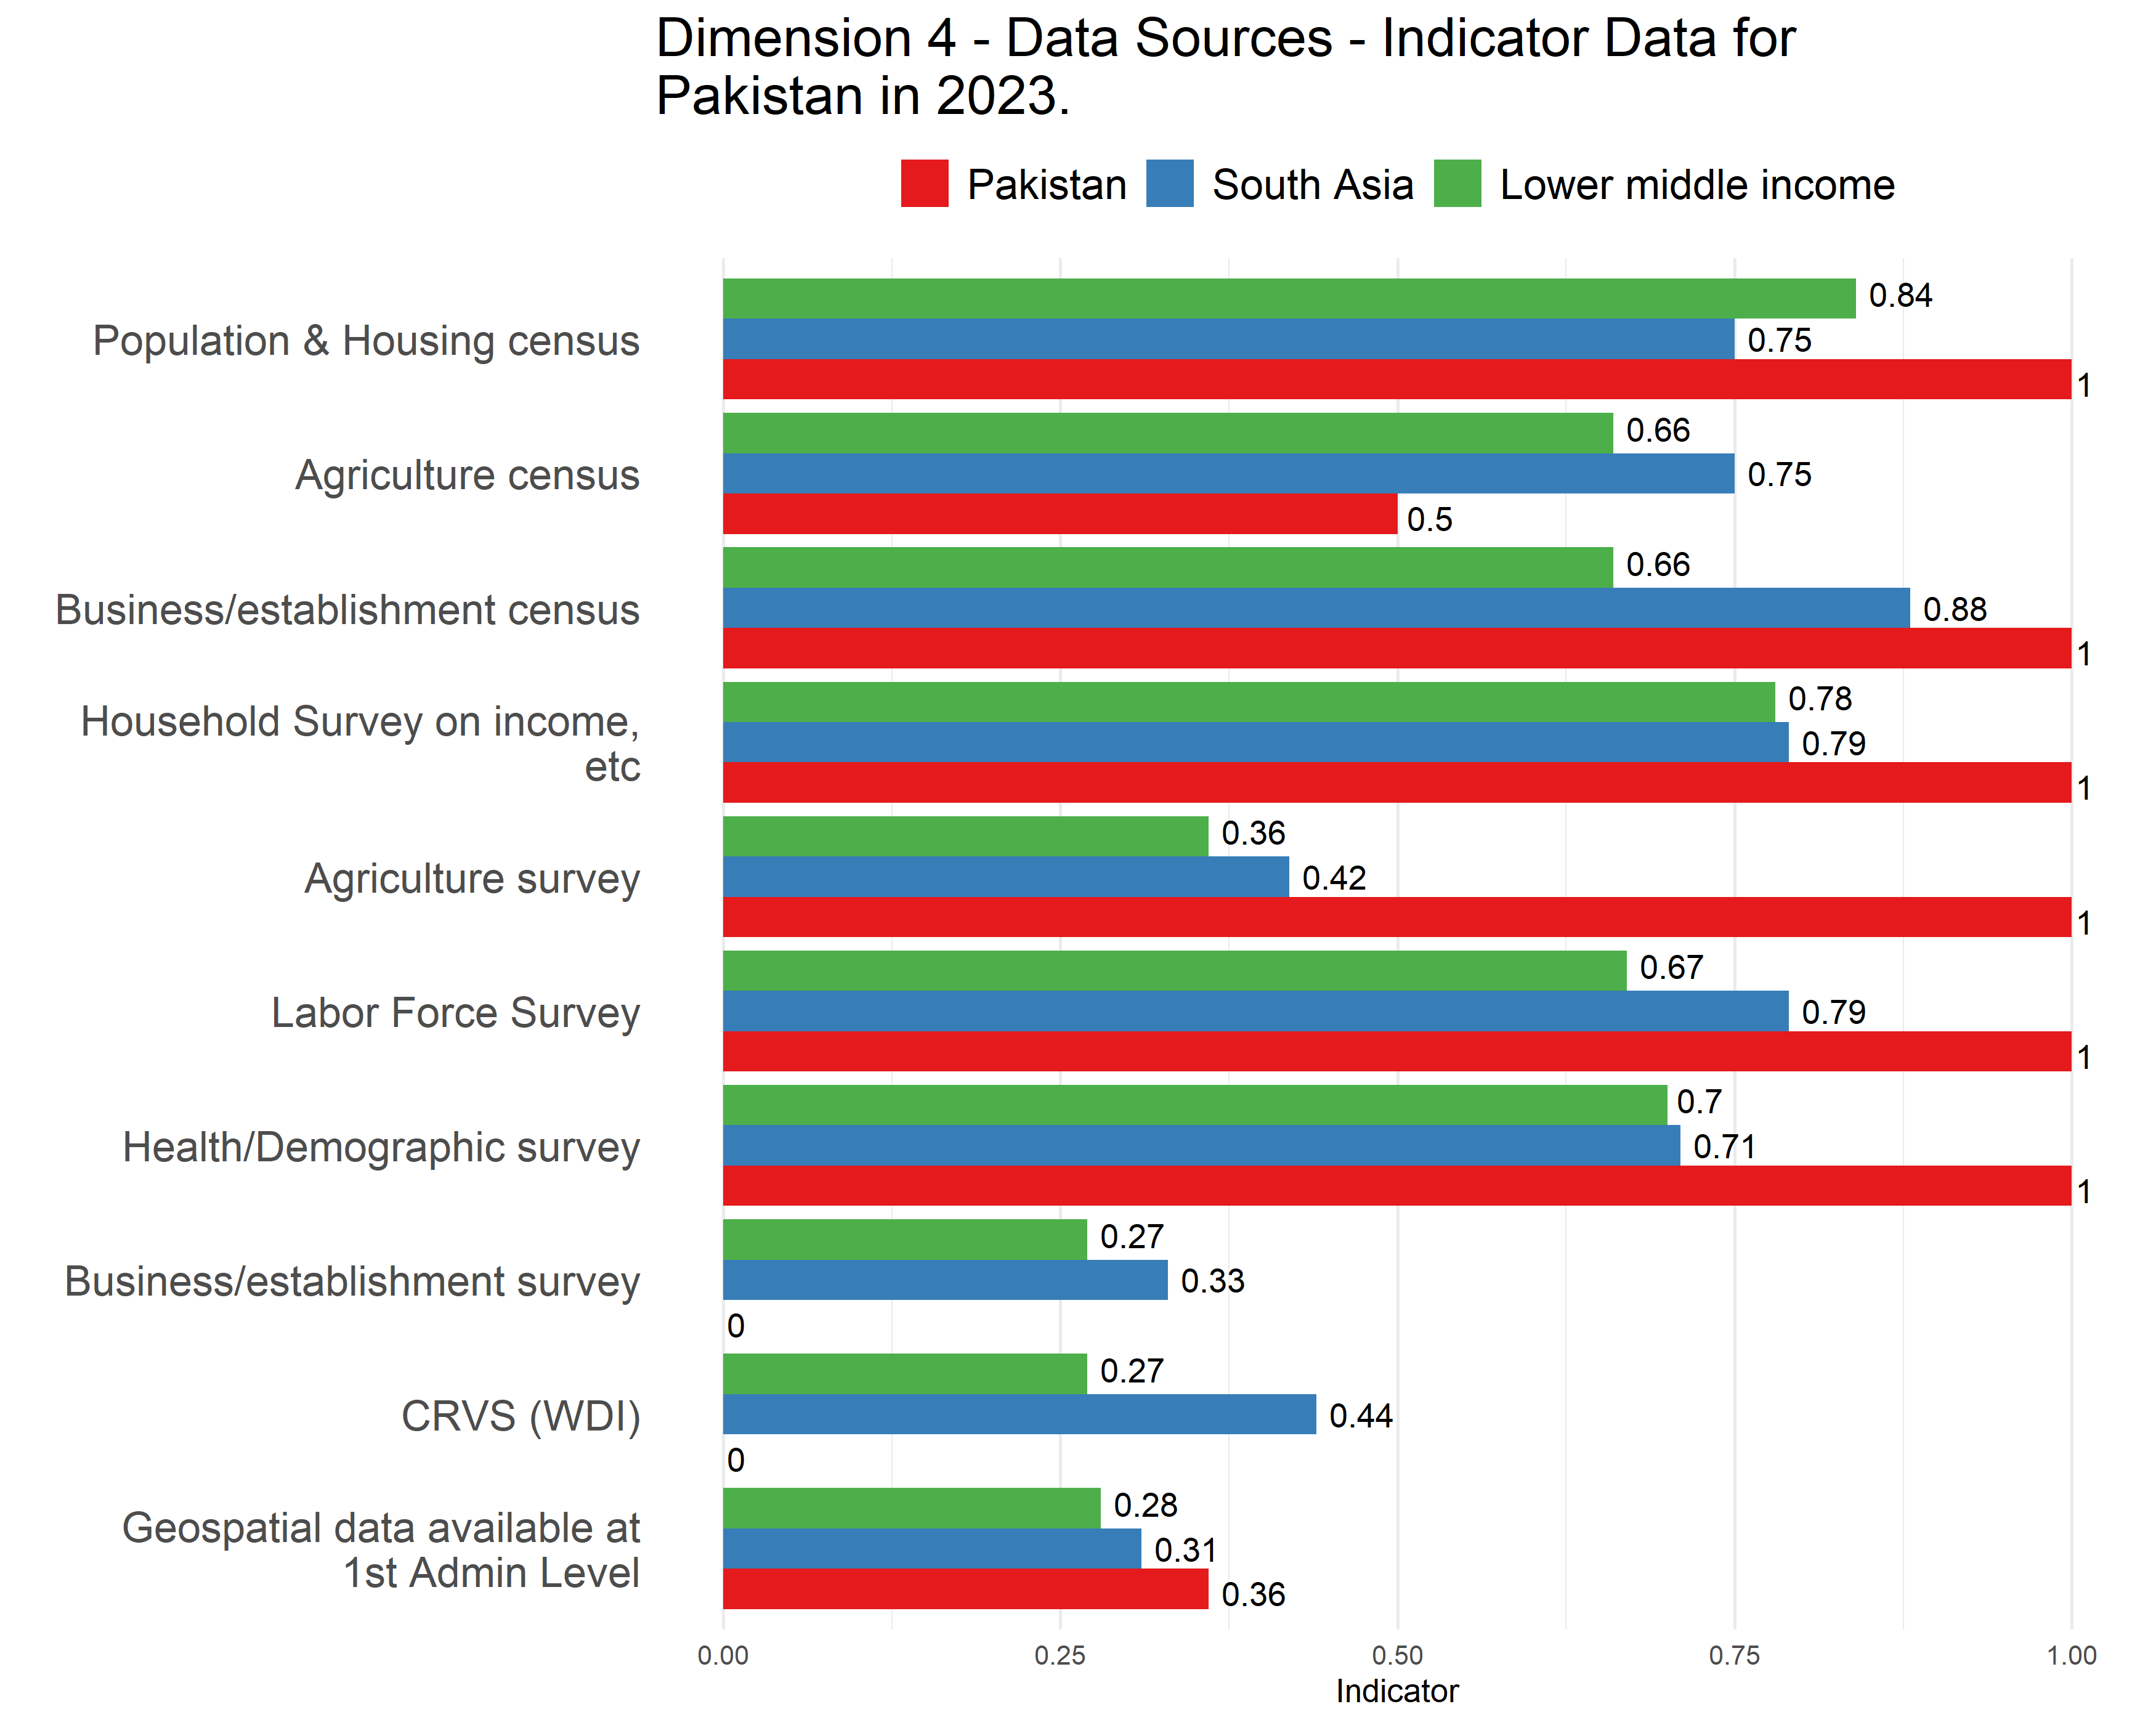 Dimension 4 - Data Sources - Indicator Data for
Pakistan in 2023.
Pakistan
South Asia
Lower middle income
Population & Housing census
0.84
0.75
1
Agriculture census
0.66
0.75
0.5
Business/establishment census
0.66
0.88
1
Household Survey on income,
etc
0.78
0.79
1
Agriculture survey
0.36
0.42
1
Labor Force Survey
0.67
0.79
1
Health/Demographic survey
0.7
0.71
1
Business/establishment survey
0.27
0.33
0
CRVS (WDI)
0.27
0.44
0
Geospatial data available at
1st Admin Level
0.28
0.31
0.36
0.00 0.25 0.50 0.75 1.00
Indicator